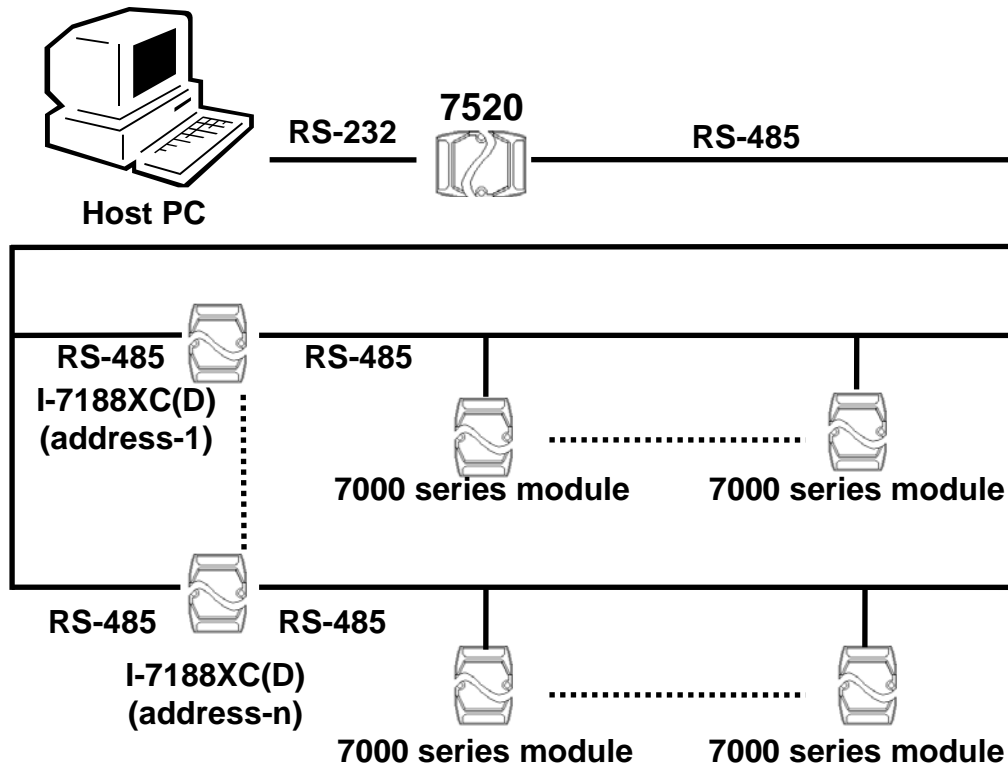 7520
RS-232
RS-485
Host PC
RS-485
RS-485
I-7188XC(D)
(address-1)
7000 series module
7000 series module
RS-485
RS-485
I-7188XC(D)
(address-n)
7000 series module
7000 series module